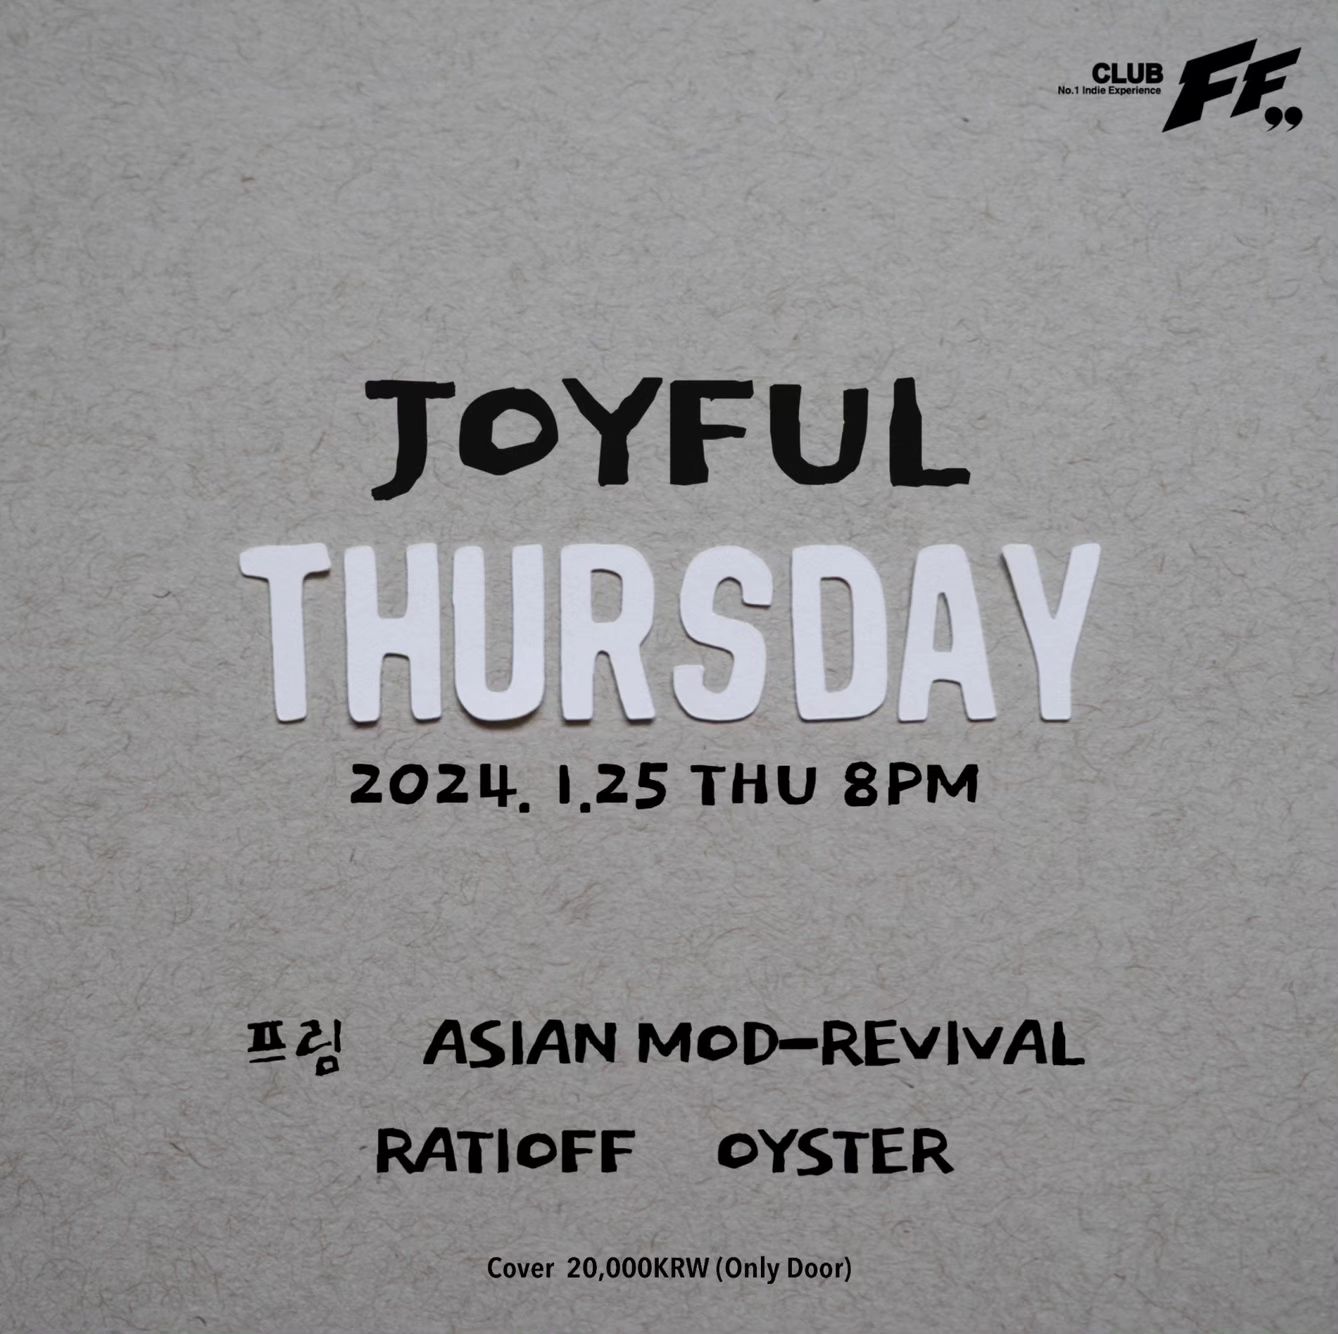 CLUB
No.1 Indie Experience
FF,,
JOYFUL
THURSDAY
2024. 1.25 THU 8PM
프림 ASIAN MOD-REVIVAL
RATIOFF OYSTER
Cover 20,000KRW (Only Door)